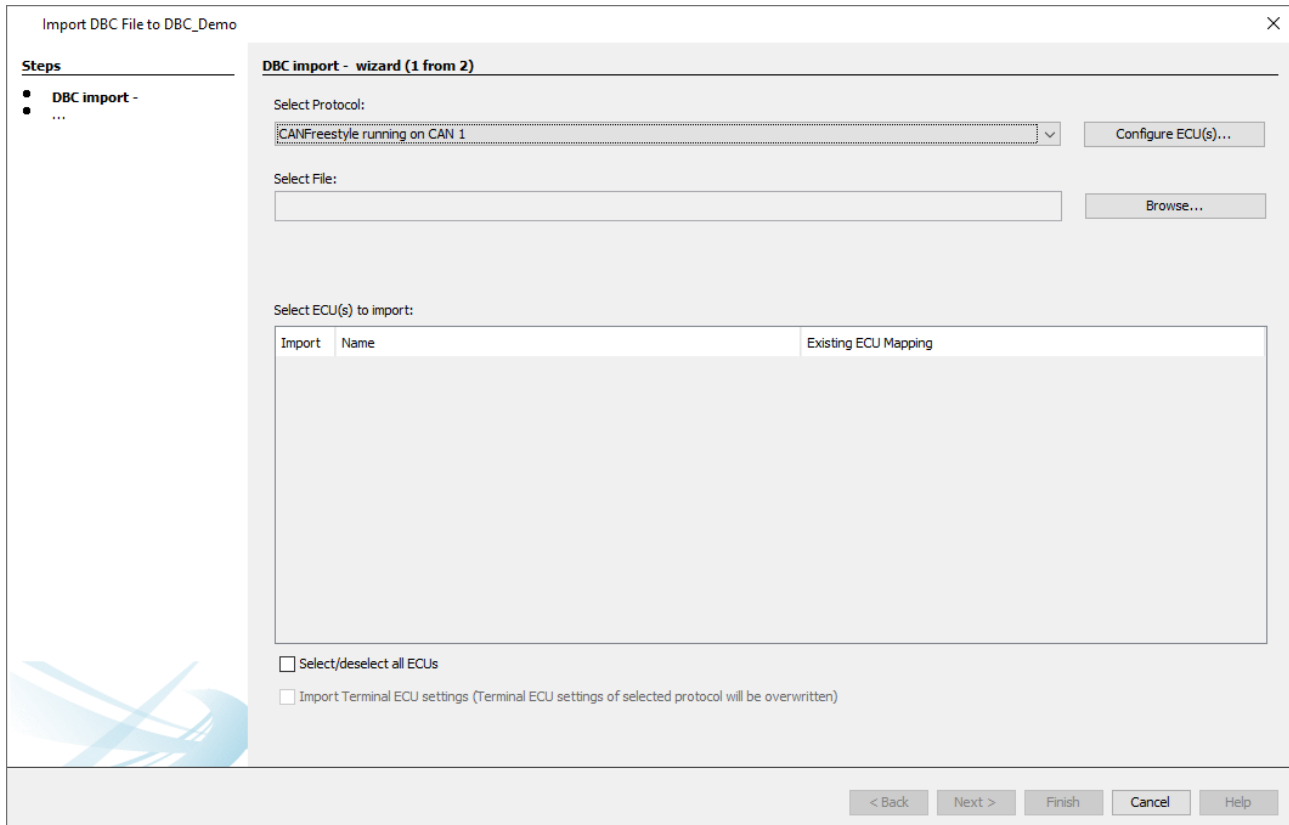 Import DBC File to DBC_Demo
Steps
DBC import -
...
DBC import - wizard (1 from 2)
Select Protocol:
CANFreestyle running on CAN 1
Configure ECU(s)...
Select File:
Browse...
Select ECU(s) to import:
Import Name Existing ECU Mapping
Select/deselect all ECUs
Import Terminal ECU settings (Terminal ECU settings of selected protocol will be overwritten)
< Back Next > Finish Cancel Help